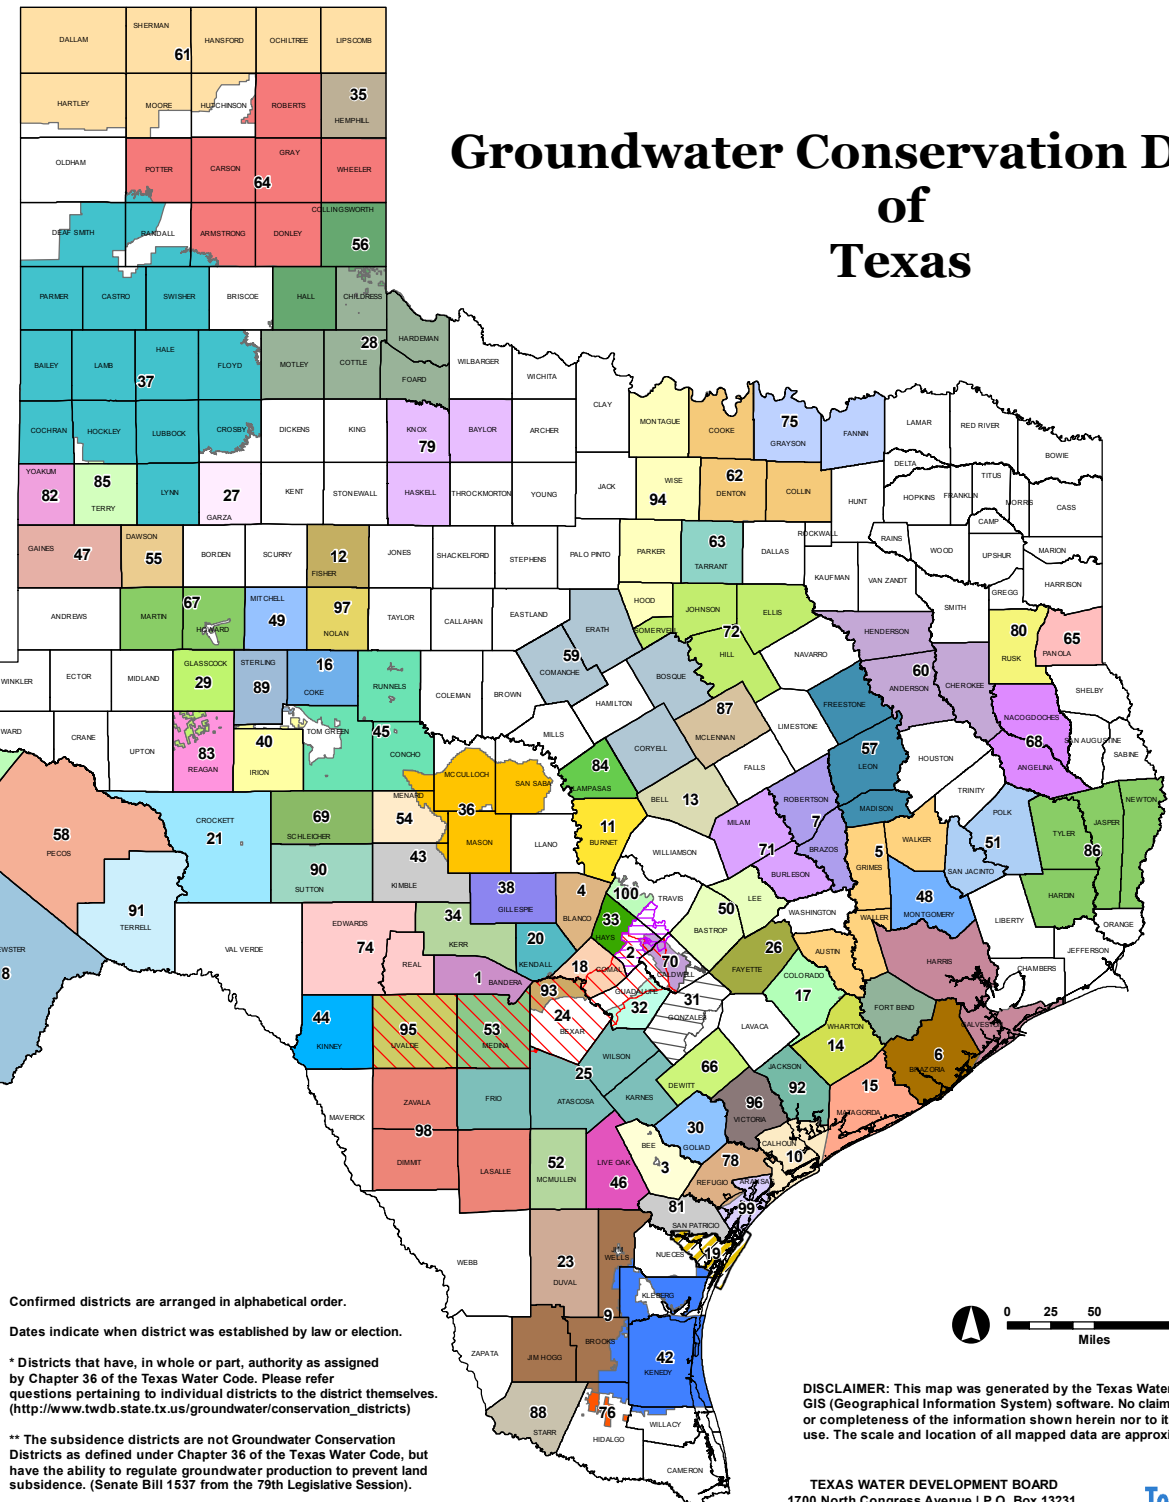 Groundwater Conservation D
of
Texas
DALLAM
SHERMAN
HANSFORD
OCHILTREE
LIPSCOMB
61
HARTLEY
MOORE
HUTCHINSON
ROBERTS
35
HEMPHILL
OLDHAM
POTTER
CARSON
GRAY
WHEELER
64
DEAF SMITH
RANDALL
ARMSTRONG
DONLEY
COLLINGSWORTH
56
PARMER
CASTRO
SWISHER
BRISCOE
HALL
CHILDRESS
BAILEY
LAMB
HALE
FLOYD
MOTLEY
COTTLE
28
HARDEMAN
FOARD
WILBARGER
WICHITA
37
CLAY
MONTAGUE
COOKE
75
GRAYSON
FANNIN
LAMAR
RED RIVER
BOWIE
COCHRAN
HOCKLEY
LUBBOCK
CROSBY
DICKENS
KING
KNOX
79
BAYLOR
ARCHER
YOAKUM
82
85
TERRY
LYNN
27
GARZA
KENT
STONEWALL
HASKELL
THROCKMORTON
YOUNG
JACK
WISE
94
62
DENTON
COLLIN
HUNT
DELTA
HOPKINS
FRANKLIN
TITUS
MORRIS
CASS
CAMP
GAINES
47
DAWSON
55
BORDEN
SCURRY
12
FISHER
JONES
SHACKELFORD
STEPHENS
PALO PINTO
PARKER
63
TARRANT
DALLAS
ROCKWALL
KAUFMAN
RAINS
VAN ZANDT
WOOD
UPSHUR
MARION
HARRISON
GREGG
SMITH
ANDREWS
MARTIN
67
HOWARD
MITCHELL
49
97
NOLAN
TAYLOR
CALLAHAN
EASTLAND
ERATH
HOOD
SOMERVELL
JOHNSON
ELLIS
72
HILL
NAVARRO
HENDERSON
80
RUSK
65
PANOLA
WINKLER
ECTOR
MIDLAND
GLASSCOCK
29
STERLING
89
16
COKE
RUNNELS
COLEMAN
BROWN
59
COMANCHE
HAMILTON
BOSQUE
87
MCLENNAN
LIMESTONE
FREESTONE
60
ANDERSON
CHEROKEE
NACOGDOCHES
68
ANGELINA
SHELBY
SAN AUGUSTINE
SABINE
WARD
CRANE
UPTON
83
REAGAN
40
IRION
TOM GREEN
45
CONCHO
MILLS
CORYELL
FALLS
57
LEON
HOUSTON
TRINITY
58
PECOS
CROCKETT
21
69
SCHLEICHER
MENARD
54
MCCULLOCH
36
MASON
SAN SABA
84
LAMPASAS
LLANO
11
BURNET
BELL
13
MILAM
71
ROBERTSON
7
BRAZOS
MADISON
WALKER
5
GRIMES
POLK
51
SAN JACINTO
TYLER
JASPER
86
NEWTON
HARDIN
91
TERRELL
90
SUTTON
43
KIMBLE
38
GILLESPIE
4
BLANCO
WILLIAMSON
100
TRAVIS
BURLESON
50
LEE
BASTROP
WASHINGTON
48
MONTGOMERY
LIBERTY
ORANGE
JEFFERSON
EWSTER
8
VAL VERDE
EDWARDS
74
REAL
34
KERR
1
BANDERA
20
KENDALL
33
HAYS
2
18
COMAL
70
CALDWELL
26
FAYETTE
AUSTIN
WALLER
HARRIS
CHAMBERS
44
KINNEY
95
UVALDE
53
MEDINA
93
24
BEXAR
GUADALUPE
32
31
GONZALES
LAVACA
COLORADO
17
WHARTON
14
FORT BEND
GALVESTON
6
BRAZORIA
MAVERICK
ZAVALA
98
FRIO
25
ATASCOSA
WILSON
KARNES
66
DEWITT
96
VICTORIA
JACKSON
92
15
MATAGORDA
DIMMIT
LASALLE
52
MCMULLEN
LIVE OAK
46
BEE
3
30
GOLIAD
78
REFUGIO
CALHOUN
10
ARANSAS
99
81
SAN PATRICIO
WEBB
23
DUVAL
JIM
WELLS
NUECES
19
KLEBERG
9
ZAPATA
JIM HOGG
BROOKS
42
KENEDY
88
STARR
76
HIDALGO
WILLACY
CAMERON
Confirmed districts are arranged in alphabetical order.
Dates indicate when district was established by law or election.
* Districts that have, in whole or part, authority as assigned
by Chapter 36 of the Texas Water Code. Please refer
questions pertaining to individual districts to the district themselves.
(http://www.twdb.state.tx.us/groundwater/conservation_districts)
** The subsidence districts are not Groundwater Conservation
Districts as defined under Chapter 36 of the Texas Water Code, but
have the ability to regulate groundwater production to prevent land
subsidence. (Senate Bill 1537 from the 79th Legislative Session).
0 25 50
Miles
DISCLAIMER: This map was generated by the Texas Water
GIS (Geographical Information System) software. No claim
or completeness of the information shown herein nor to it
use. The scale and location of all mapped data are approxi
TEXAS WATER DEVELOPMENT BOARD
1700 North Congress Avenue | P.O. Box 13231
Te